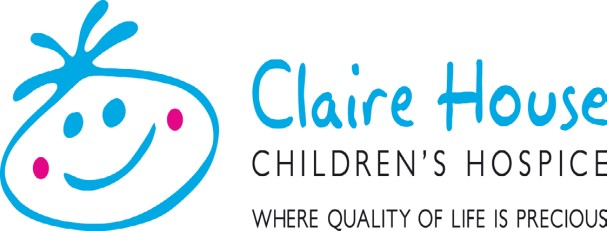 Claire House
CHILDREN'S HOSPICE
WHERE QUALITY OF LIFE IS PRECIOUS